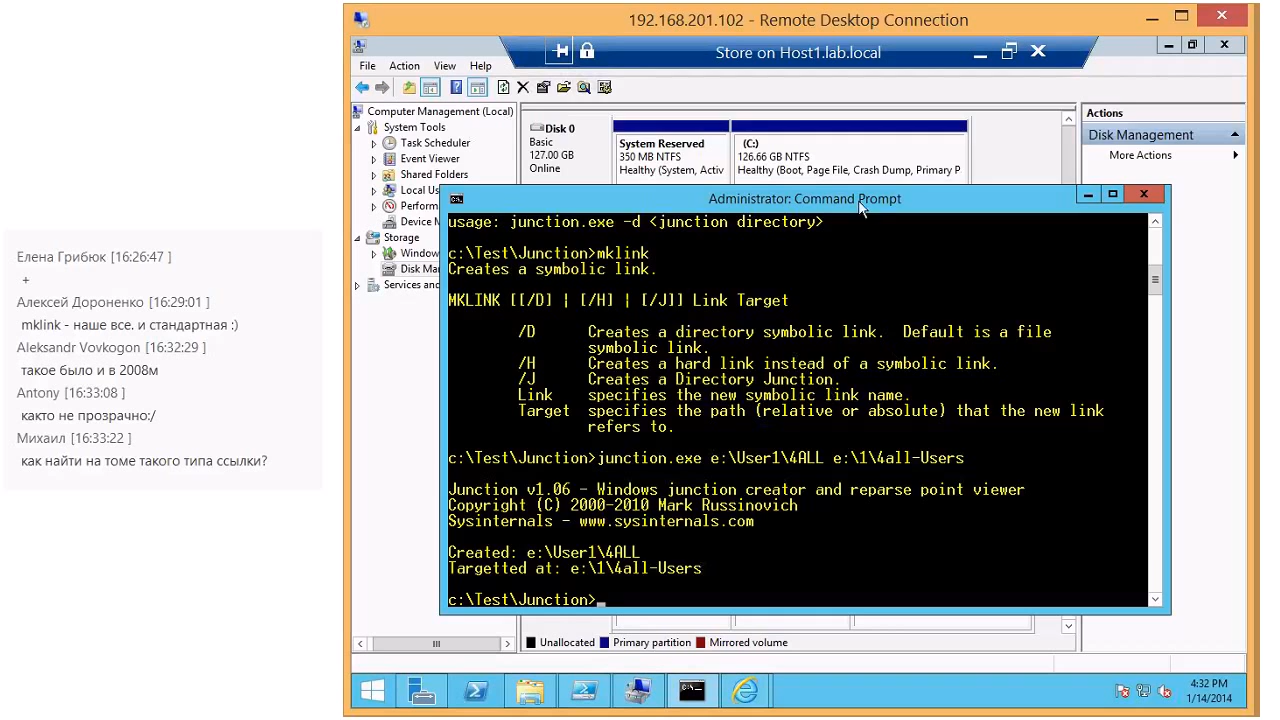 Елена Грибюк [16:26:47 ]
+
Алексей Дороненко [16:29:01 ]
mklink - наше все. и стандартная :)
Aleksandr Vovkogon [16:32:29 ]
такое было и в 2008м
Antony [16:33:08 ]
както не прозрачно:/
Михаил [16:33:22 ]
как найти на томе такого типа ссылки?
192.168.201.102 - Remote Desktop Connection
Store on Host1.lab.local
File Action View Help
Computer Management (Local)
System Tools
Task Scheduler
Event Viewer
Shared Folders
Local Us
Perform
Device M
Storage
Window
Disk Ma
Services and
Disk 0
Basic
127.00 GB
Online
System Reserved
350 MB NTFS
Healthy (System, Activ
(C:)
126.66 GB NTFS
Healthy (Boot, Page File, Crash Dump, Primary P
Actions
Disk Management
More Actions
Administrator: Command Prompt
usage: junction.exe -d <junction directory>
c:\Test\Junction>mklink
Creates a symbolic link.
MKLINK [[/D] | [/H] | [/J]] Link Target
/D Creates a directory symbolic link. Default is a file
symbolic link.
/H Creates a hard link instead of a symbolic link.
/J Creates a Directory Junction.
Link specifies the new symbolic link name.
Target specifies the path (relative or absolute) that the new link
refers to.
c:\Test\Junction>junction.exe e:\User1\4ALL e:\1\4all-Users
Junction v1.06 - Windows junction creator and reparse point viewer
Copyright (C) 2000-2010 Mark Russinovich
Sysinternals - www.sysinternals.com
Created: e:\User1\4ALL
Targetted at: e:\1\4all-Users
c:\Test\Junction>_
Unallocated Primary partition Mirrored volume
4:32 PM
1/14/2014